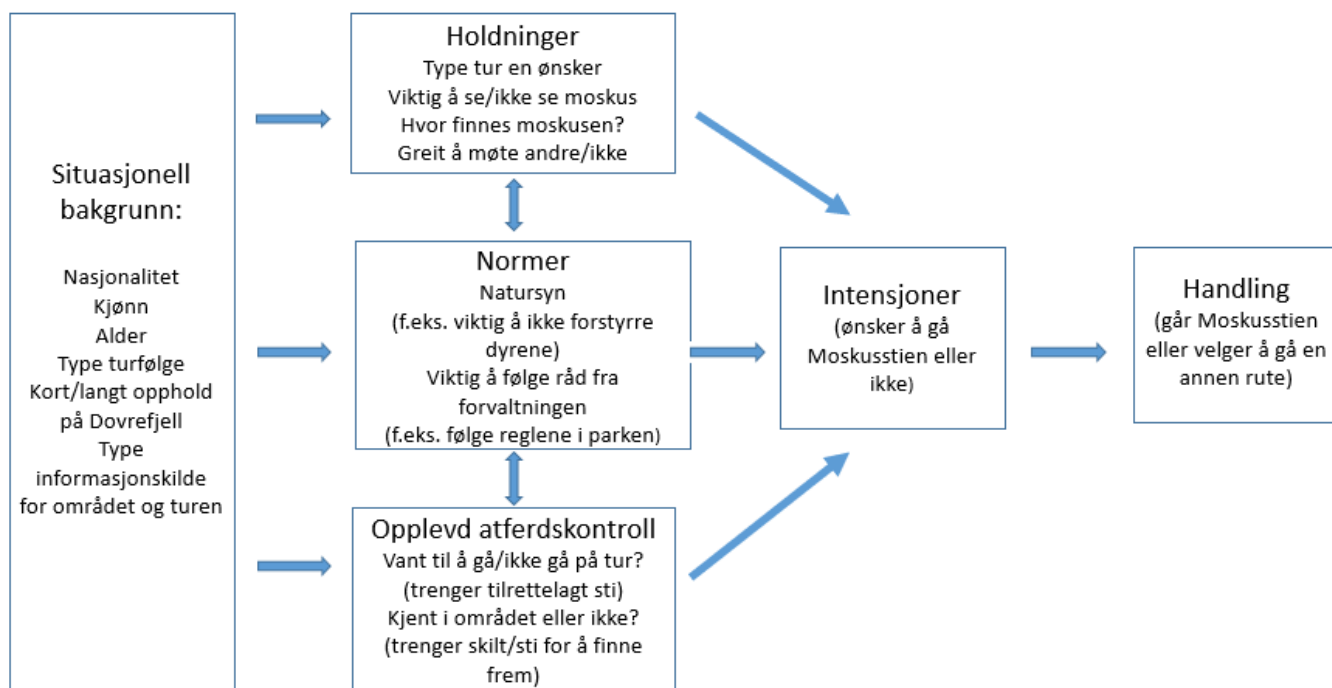 Situasjonell
bakgrunn:
Nasjonalitet
Kjønn
Alder
Type turfølge
Kort/langt opphold
på Dovrefjell
Type
informasjonskilde
for området og turen
Holdninger
Type tur en ønsker
Viktig å se/ikke se moskus
Hvor finnes moskusen?
Greit å møte andre/ikke
Normer
Natursyn
(f.eks. viktig å ikke forstyrre
dyrene)
Viktig å følge råd fra
forvaltningen
(f.eks. følge reglene i parken)
Opplevd atferdskontroll
Vant til å gå/ikke gå på tur?
(trenger tilrettelagt sti)
Kjent i området eller ikke?
(trenger skilt/sti for å finne
frem)
Intensjoner
(ønsker å gå
Moskusstien eller
ikke)
Handling
(går Moskusstien
eller velger å gå en
annen rute)